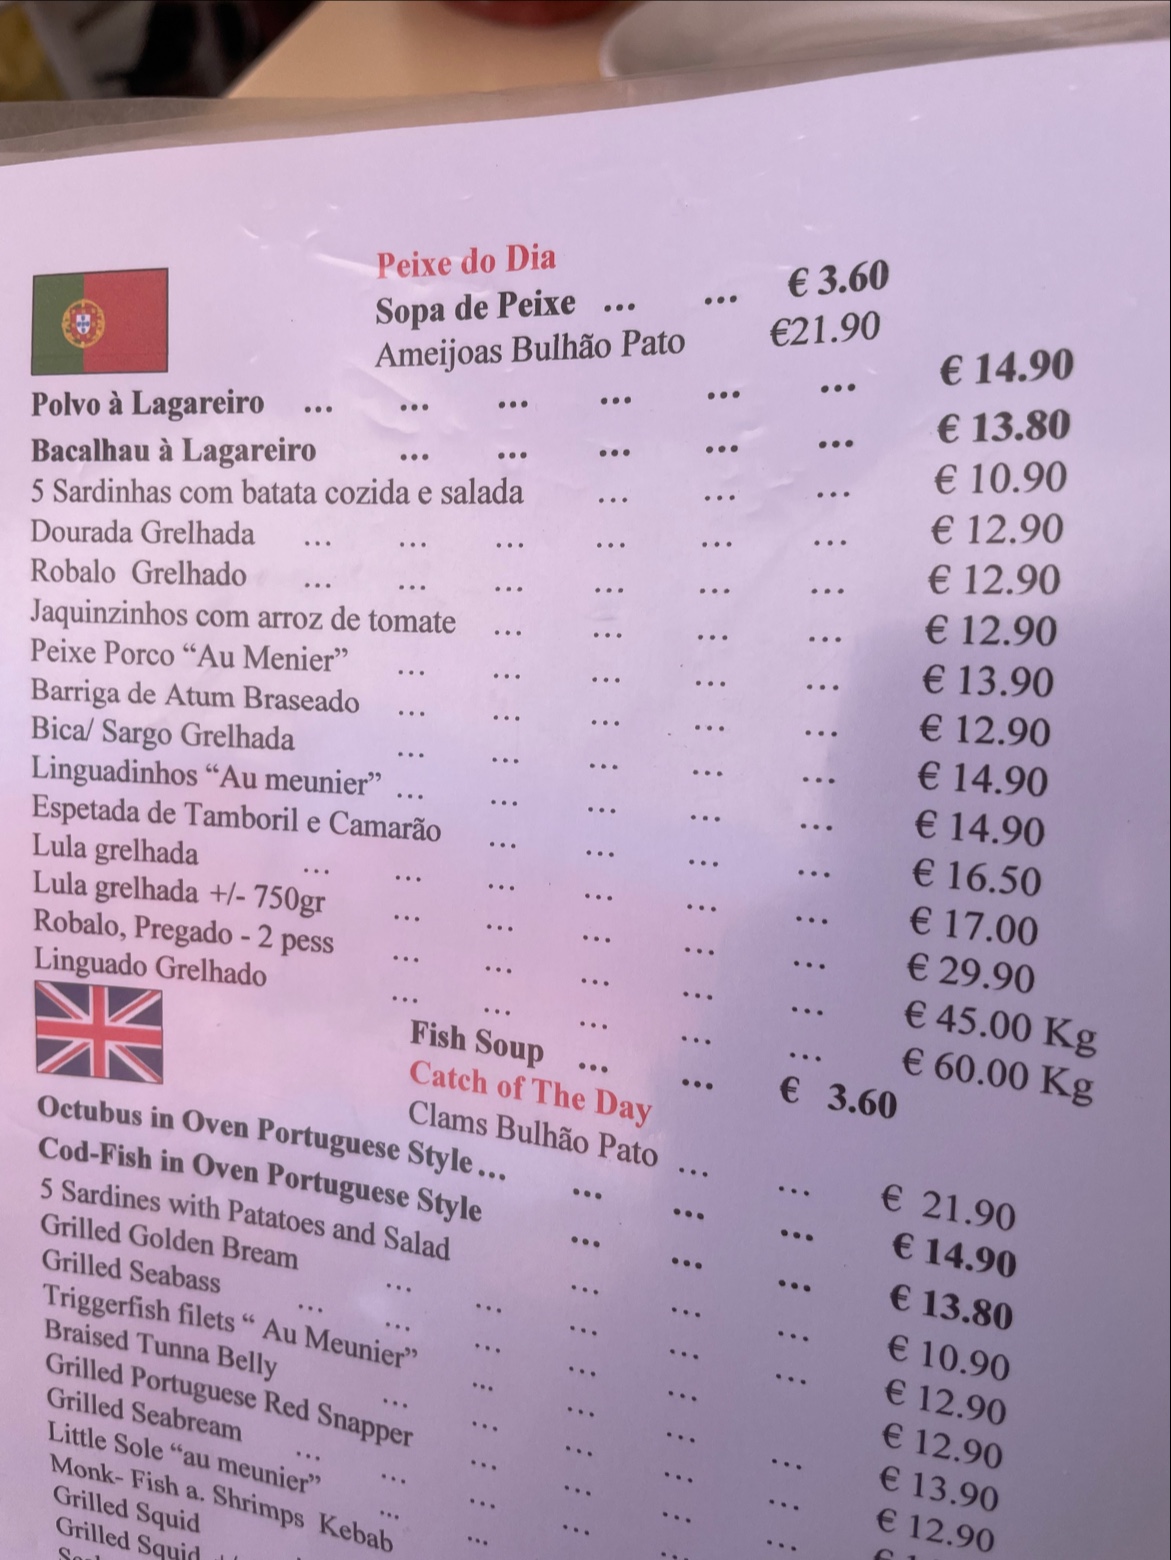 Peixe do Dia
Sopa de Peixe ... ... € 3.60
Ameijoas Bulhão Pato €21.90
Polvo à Lagareiro ... ... ... ... ... ... € 14.90
Bacalhau à Lagareiro ... ... ... ... ... € 13.80
5 Sardinhas com batata cozida e salada ... ... ... € 10.90
Dourada Grelhada ... ... ... ... ... ... € 12.90
Robalo Grelhado ... ... ... ... ... ... € 12.90
Jaquinzinhos com arroz de tomate ... ... ... ... € 12.90
Peixe Porco “Au Menier” ... ... ... ... ... € 13.90
Barriga de Atum Braseado ... ... ... ... ... € 12.90
Bica/ Sargo Grelhada ... ... ... ... ... € 14.90
Linguadinhos “Au meunier” ... ... ... ... ... € 14.90
Espetada de Tamboril e Camarão ... ... ... ... € 16.50
Lula grelhada ... ... ... ... ... ... € 17.00
Lula grelhada +/- 750gr ... ... ... ... ... € 29.90
Robalo, Pregado - 2 pess ... ... ... ... ... € 45.00 Kg
Linguado Grelhado ... ... ... ... ... € 60.00 Kg
Fish Soup ... ... € 3.60
Catch of The Day
Clams Bulhão Pato ... ... € 21.90
Octubus in Oven Portuguese Style... ... ... ... € 14.90
Cod-Fish in Oven Portuguese Style ... ... ... € 13.80
5 Sardines with Patatoes and Salad ... ... ... € 10.90
Grilled Golden Bream ... ... ... ... ... € 12.90
Grilled Seabass ... ... ... ... ... € 12.90
Triggerfish filets “ Au Meunier” ... ... ... ... € 13.90
Braised Tunna Belly ... ... ... ... ... € 12.90
Grilled Portuguese Red Snapper ... ... ...
Grilled Seabream ... ... ... ...
Little Sole “au meunier” ... ... ...
Monk- Fish a. Shrimps Kebab ...
Grilled Squid
Grilled Squid